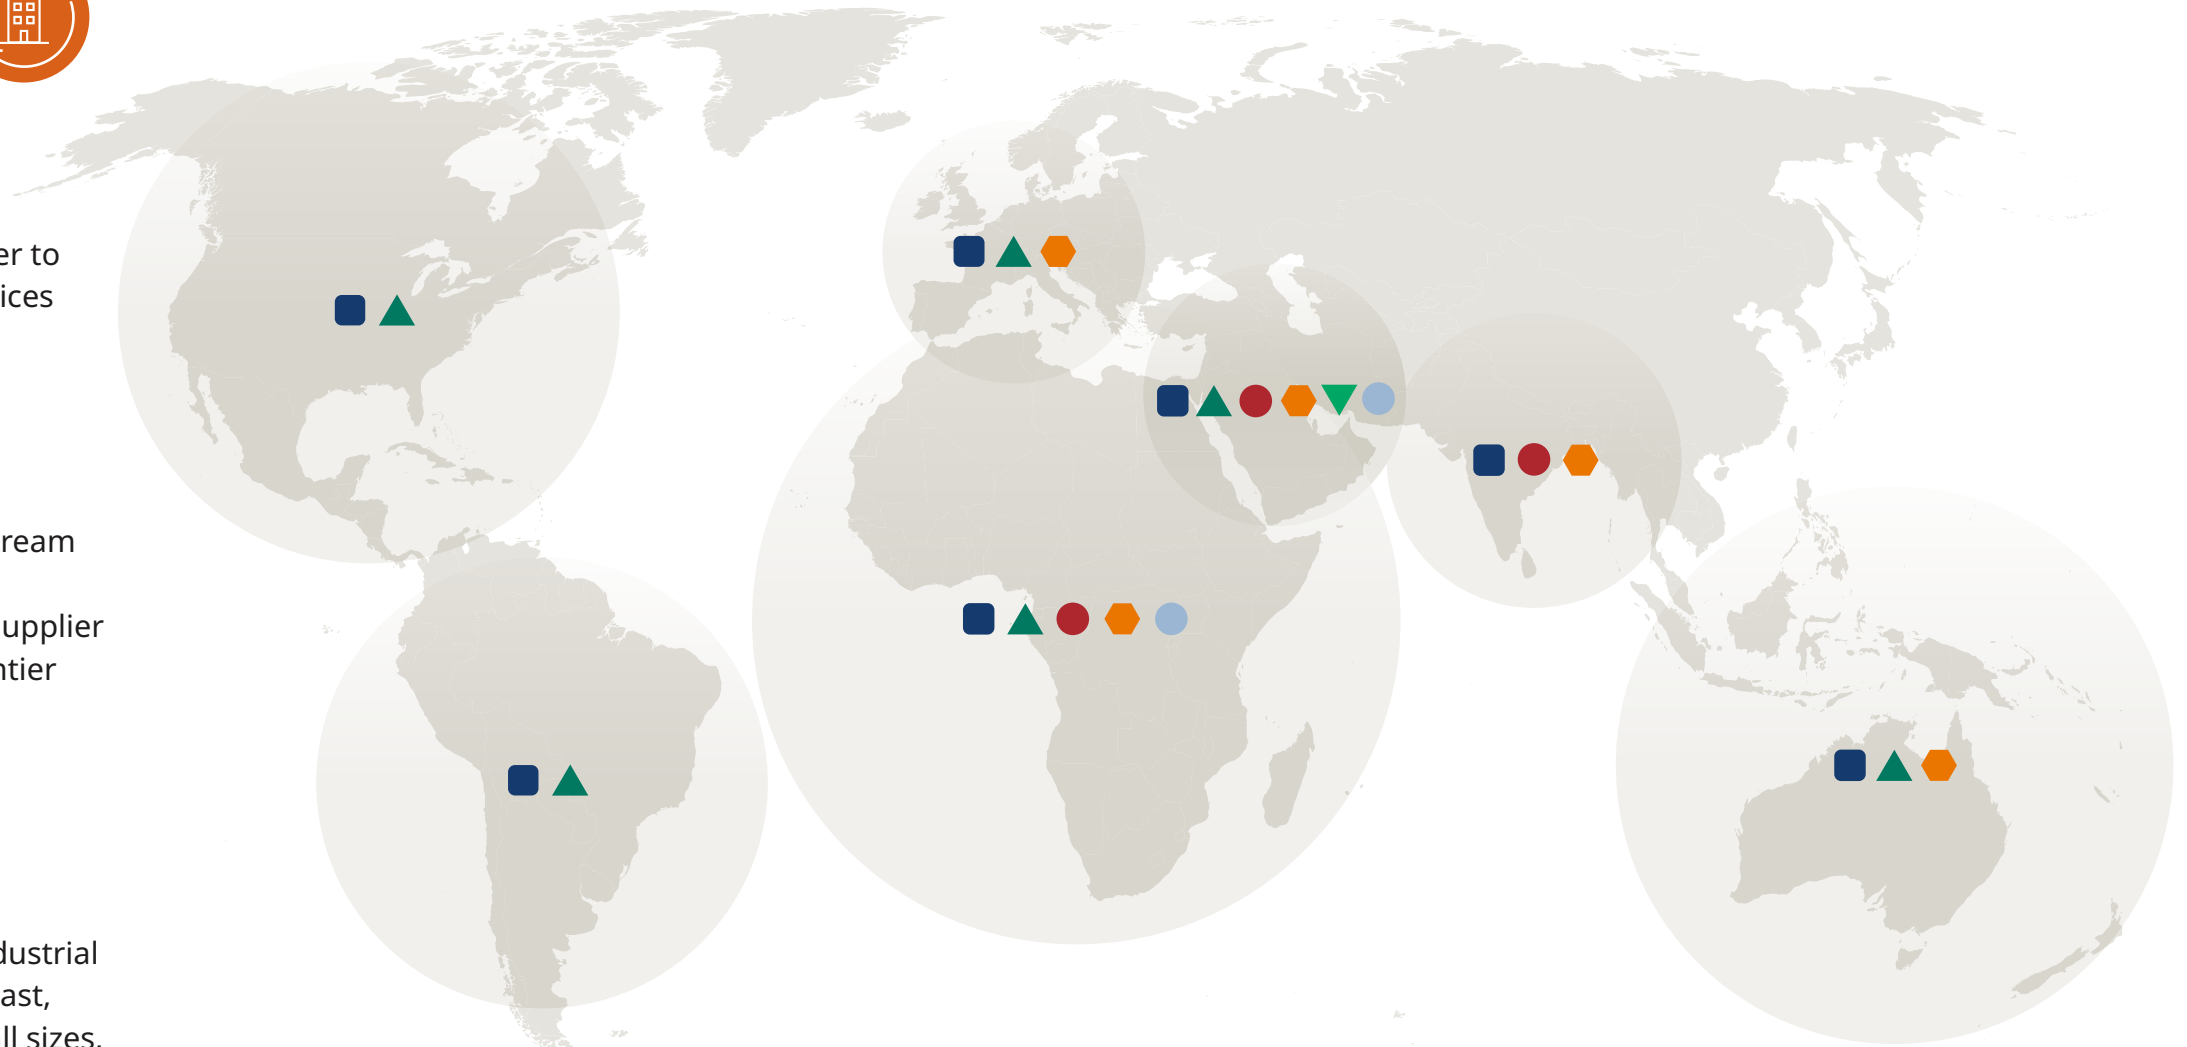 er to
ices
ream
upplier
ntier
dustrial
ast,
ll sizes.